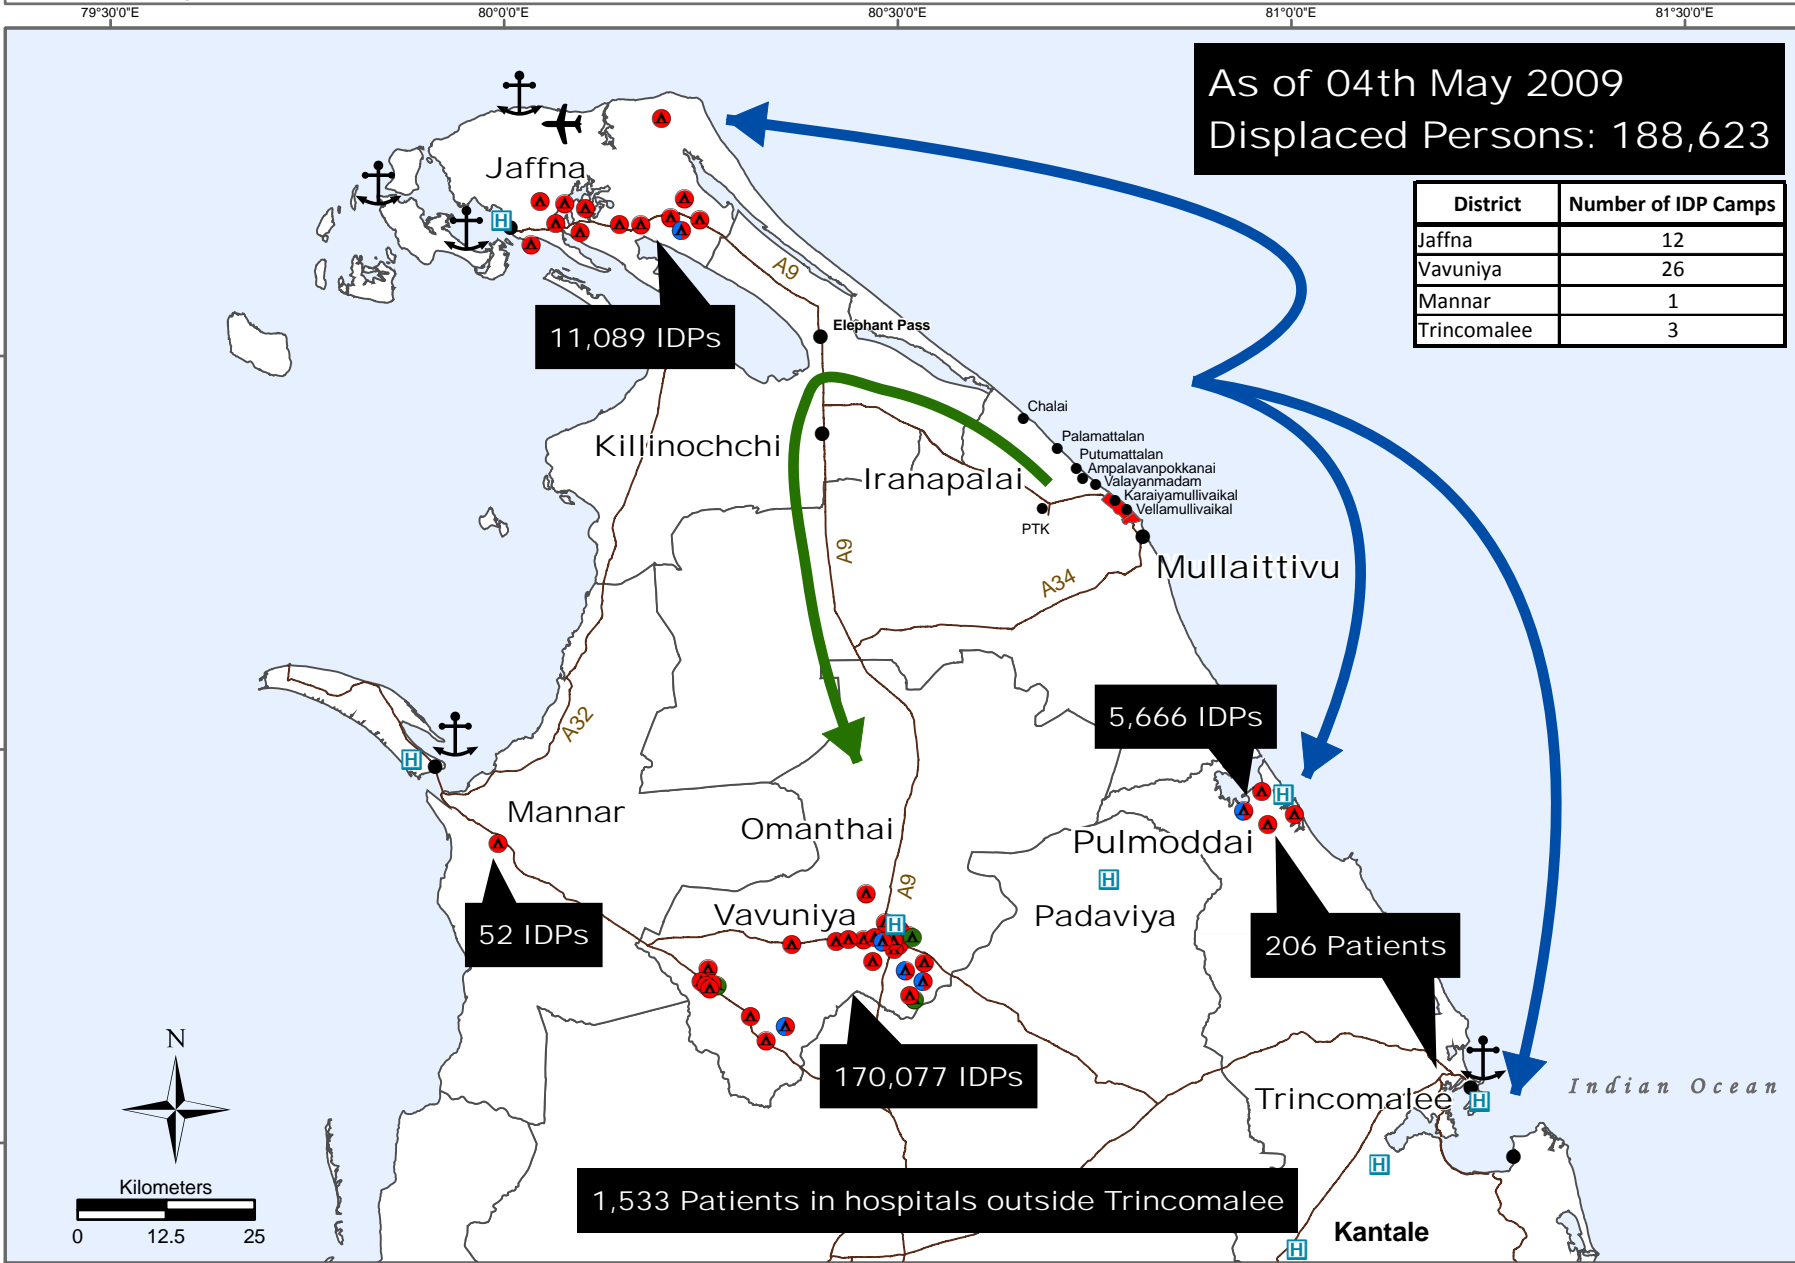 79°30'0"E
80°0'0"E
80°30'0"E
81°0'0"E
81°30'0"E
As of 04th May 2009
Displaced Persons: 188,623
District Number of IDP Camps
Jaffna 12
Vavuniya 26
Mannar 1
Trincomalee 3
Jaffna
H
A9
11,089 IDPs
Elephant Pass
Chalai
Killinochchi
Palamattalan
Putumattalan
Ampalavanpokkanai
Iranapalai
Valayanmadam
Karaiyamullivaikal
Vellamullivaikal
PTK
A9
Mullaittivu
A34
5,666 IDPs
A32
H
H
Mannar
Omanthai
Pulmoddai
H
A9
Vavuniya
Padaviya
H
52 IDPs
206 Patients
N
170,077 IDPs
Indian Ocean
Trincomalee
H
H
Kilometers
0 12.5 25
1,533 Patients in hospitals outside Trincomalee
Kantale
H